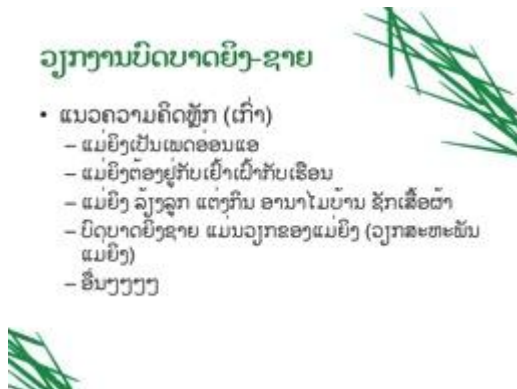 ວຽກງານບົດບາດຍິງ-ຊາຍ
• ແນວຄວາມຄິດຫຼັກ (ເກົ່າ)
– ແມ່ຍິງເປັນເພດອ່ອນແອ
– ແມ່ຍິງຕ້ອງຢູ່ກັບເຢົ້າເຝົ້າກັບເຮືອນ
– ແມ່ຍິງ ລ້ຽງລູກ ແຕ່ງກິນ ອານາໄມບ້ານ ຊັກເສື້ອຜ້າ
– ບົດບາດຍິງຊາຍ ແມ່ນວຽກຂອງແມ່ຍິງ (ວຽກສະຫະພັນ
ແມ່ຍິງ)
– ອື່ນໆໆໆໆ